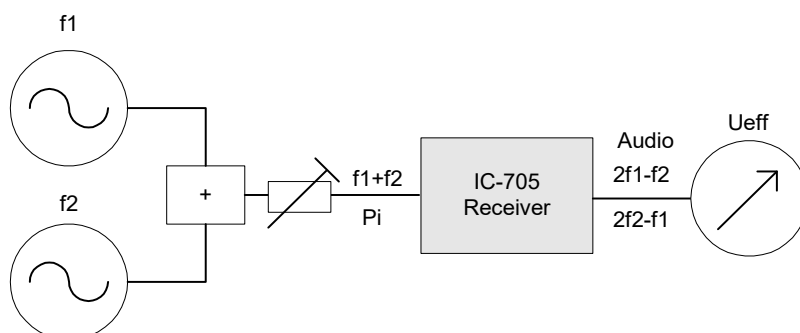 f1
f2
+
f1+f2
Pi
IC-705
Receiver
Audio
2f1-f2
2f2-f1
Ueff